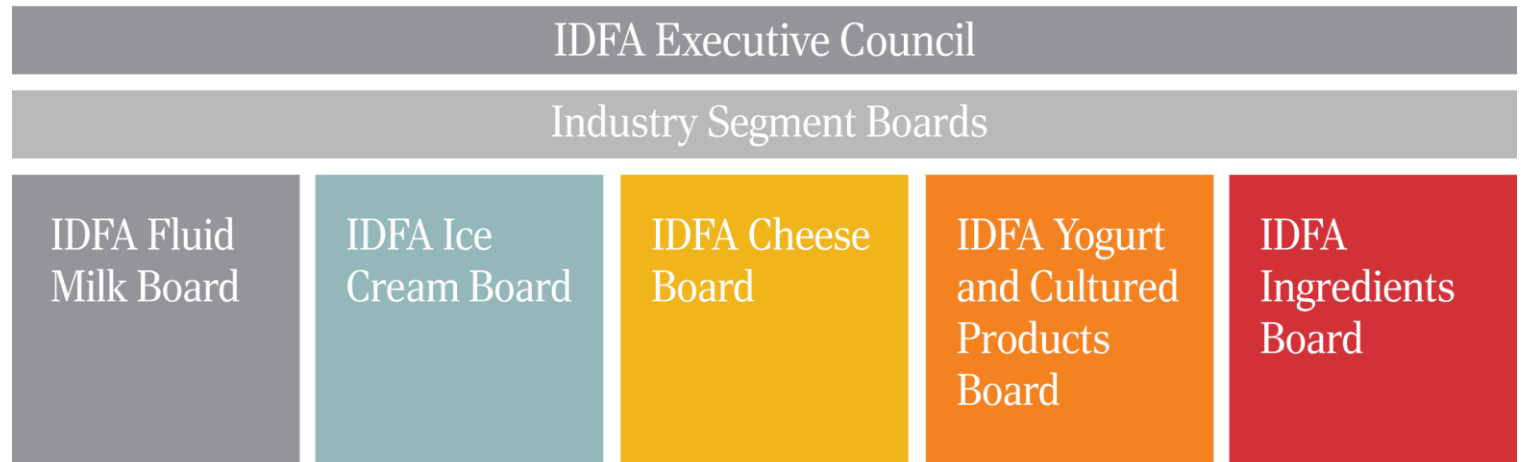 IDFA Executive Council
Industry Segment Boards
IDFA Fluid
Milk Board
IDFA Ice
Cream Board
IDFA Cheese
Board
IDFA Yogurt
and Cultured
Products
Board
IDFA
Ingredients
Board